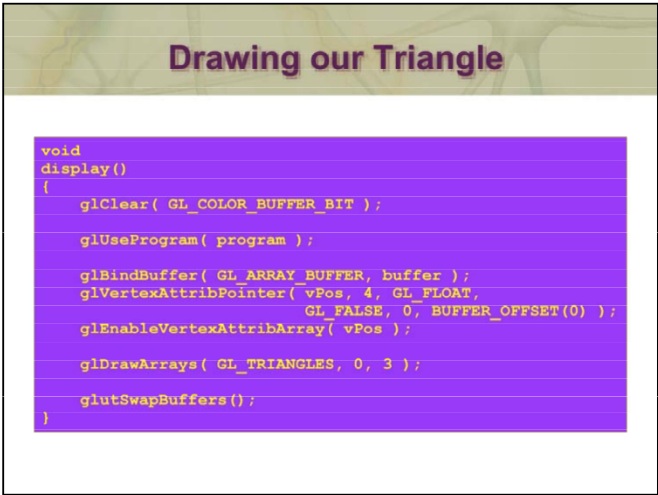 Drawing our Triangle
void
display()
{
glClear( GL_COLOR_BUFFER_BIT );
glUseProgram( program );
glBindBuffer( GL_ARRAY_BUFFER, buffer );
glVertexAttribPointer( vPos, 4, GL_FLOAT,
GL_FALSE, 0, BUFFER_OFFSET(0) );
glEnableVertexAttribArray( vPos );
glDrawArrays( GL_TRIANGLES, 0, 3 );
glutSwapBuffers();
}